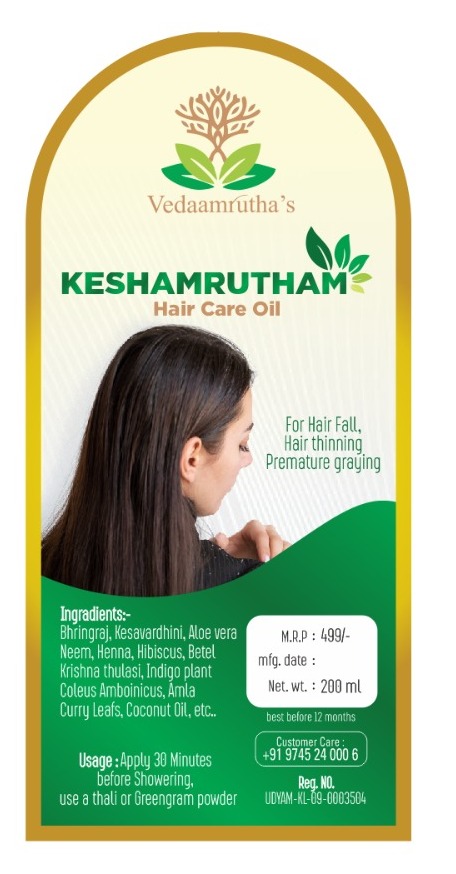 Vedaamrutha's
KESHAMRUTHAM
Hair Care Oil
For Hair Fall,
Hair thinning
Premature graying
Ingradients:-
Bhringraj, Kesavardhini, Aloe vera
Neem, Henna, Hibiscus, Betel
Krishna thulasi, Indigo plant
Coleus Amboinicus, Amla
Curry Leafs, Coconut Oil, etc..
Usage : Apply 30 Minutes
before Showering,
use a thali or Greengram powder
M.R.P : 499/-
mfg. date :
Net. wt. : 200 ml
best before 12 months
Customer Care :
+91 9745 24 000 6
Reg. NO.
UDYAM-KL-09-0003504